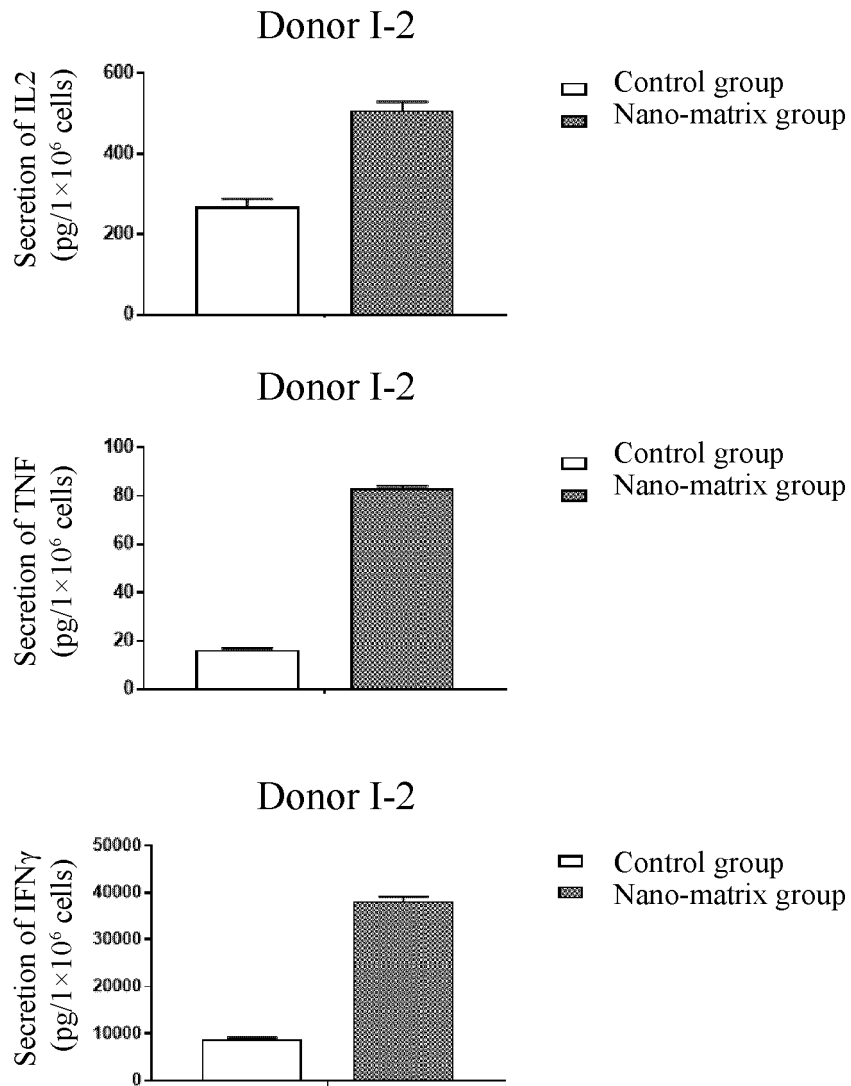 Donor I-2
Secretion of IL2
(pg/1×10⁶ cells)
600
400
200
0
Control group
Nano-matrix group
Donor I-2
Secretion of TNF
(pg/1×10⁶ cells)
100
80
60
40
20
0
Control group
Nano-matrix group
Donor I-2
Secretion of IFNγ
(pg/1×10⁶ cells)
50000
40000
30000
20000
10000
0
Control group
Nano-matrix group